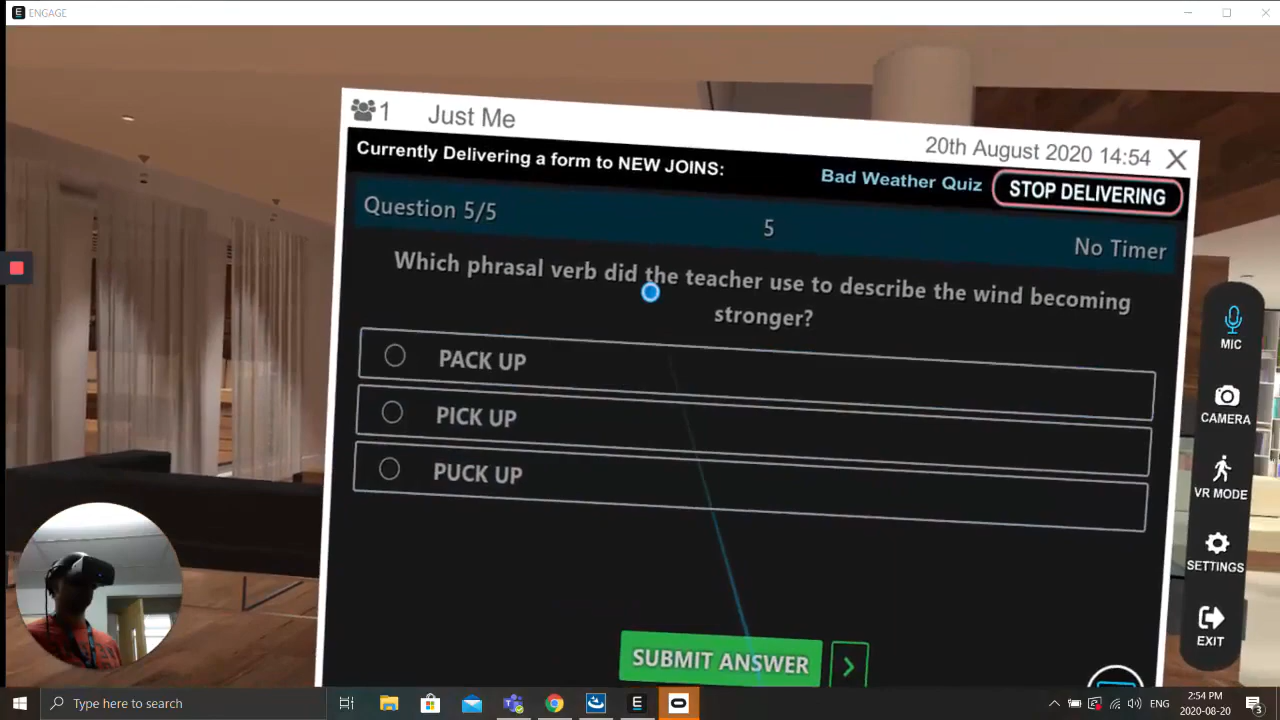 ENGAGE
1 Just Me
20th August 2020 14:54
Currently Delivering a form to NEW JOINS:
Bad Weather Quiz
STOP DELIVERING
Question 5/5
5
No Timer
Which phrasal verb did the teacher use to describe the wind becoming
stronger?
PACK UP
PICK UP
PUCK UP
SUBMIT ANSWER
MIC
CAMERA
VR MODE
SETTINGS
EXIT
Type here to search
ENG
2:54 PM
2020-08-20
3